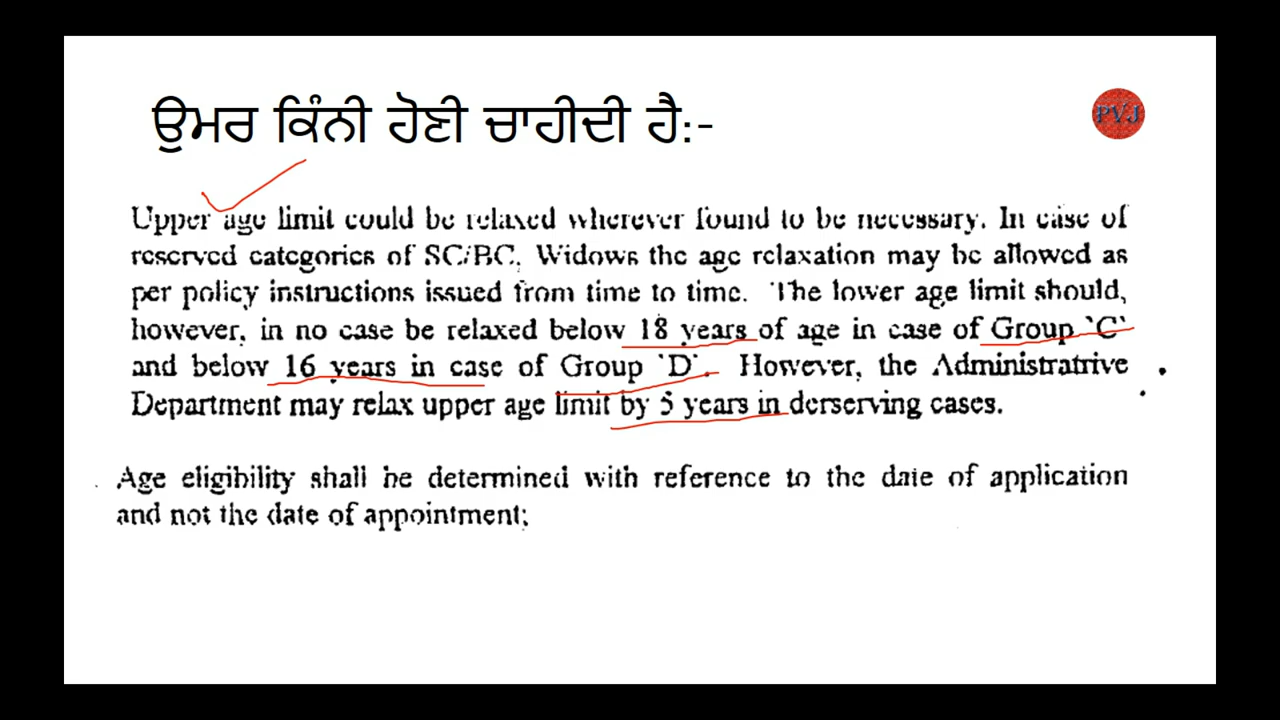 ਉਮਰ ਕਿੰਨੀ ਹੋਣੀ ਚਾਹੀਦੀ ਹੈ:-
PVJ
Upper age limit could be relaxed wherever found to be necessary. In case of
reserved categories of SC/BC, Widows the age relaxation may be allowed as
per policy instructions issued from time to time. The lower age limit should,
however, in no case be relaxed below 18 years of age in case of Group `C'
and below 16 years in case of Group `D'. However, the Administratrive
Department may relax upper age limit by 5 years in derserving cases.
Age eligibility shall be determined with reference to the date of application
and not the date of appointment;